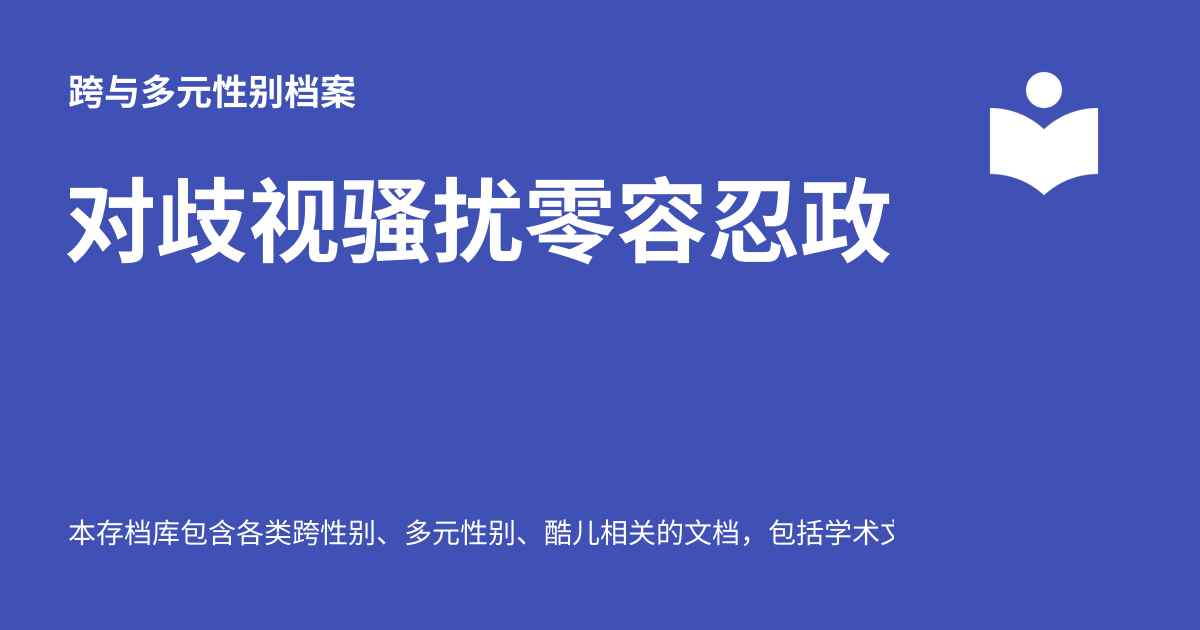 跨与多元性别档案
对歧视骚扰零容忍政
本存档库包含各类跨性别、多元性别、酷儿相关的文档，包括学术